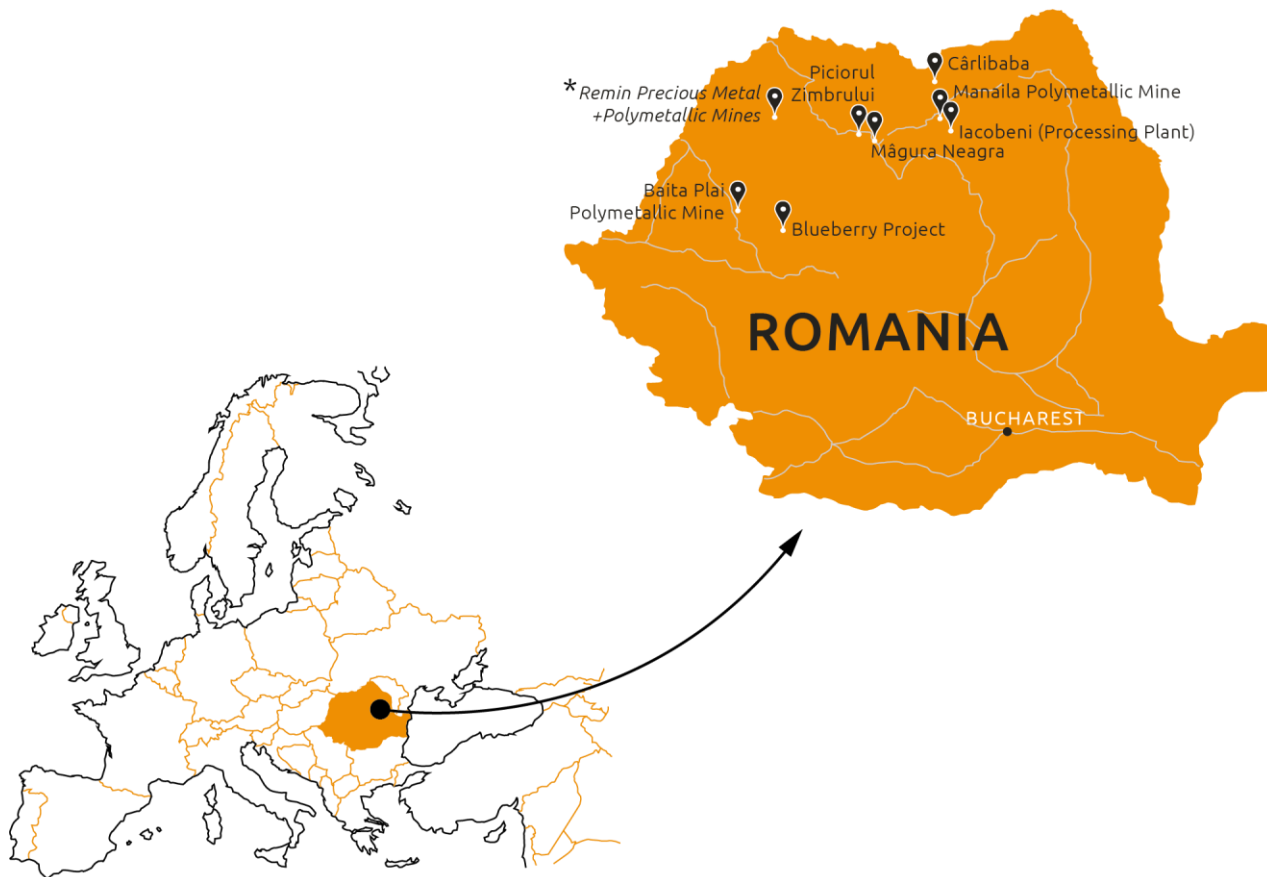 Piciorul
Zimbrului
Cârlibaba
*Remin Precious Metal
+Polymetallic Mines
Manaila Polymetallic Mine
Iacobeni (Processing Plant)
Mâgura Neagra
Baita Plai
Polymetallic Mine
Blueberry Project
ROMANIA
BUCHAREST